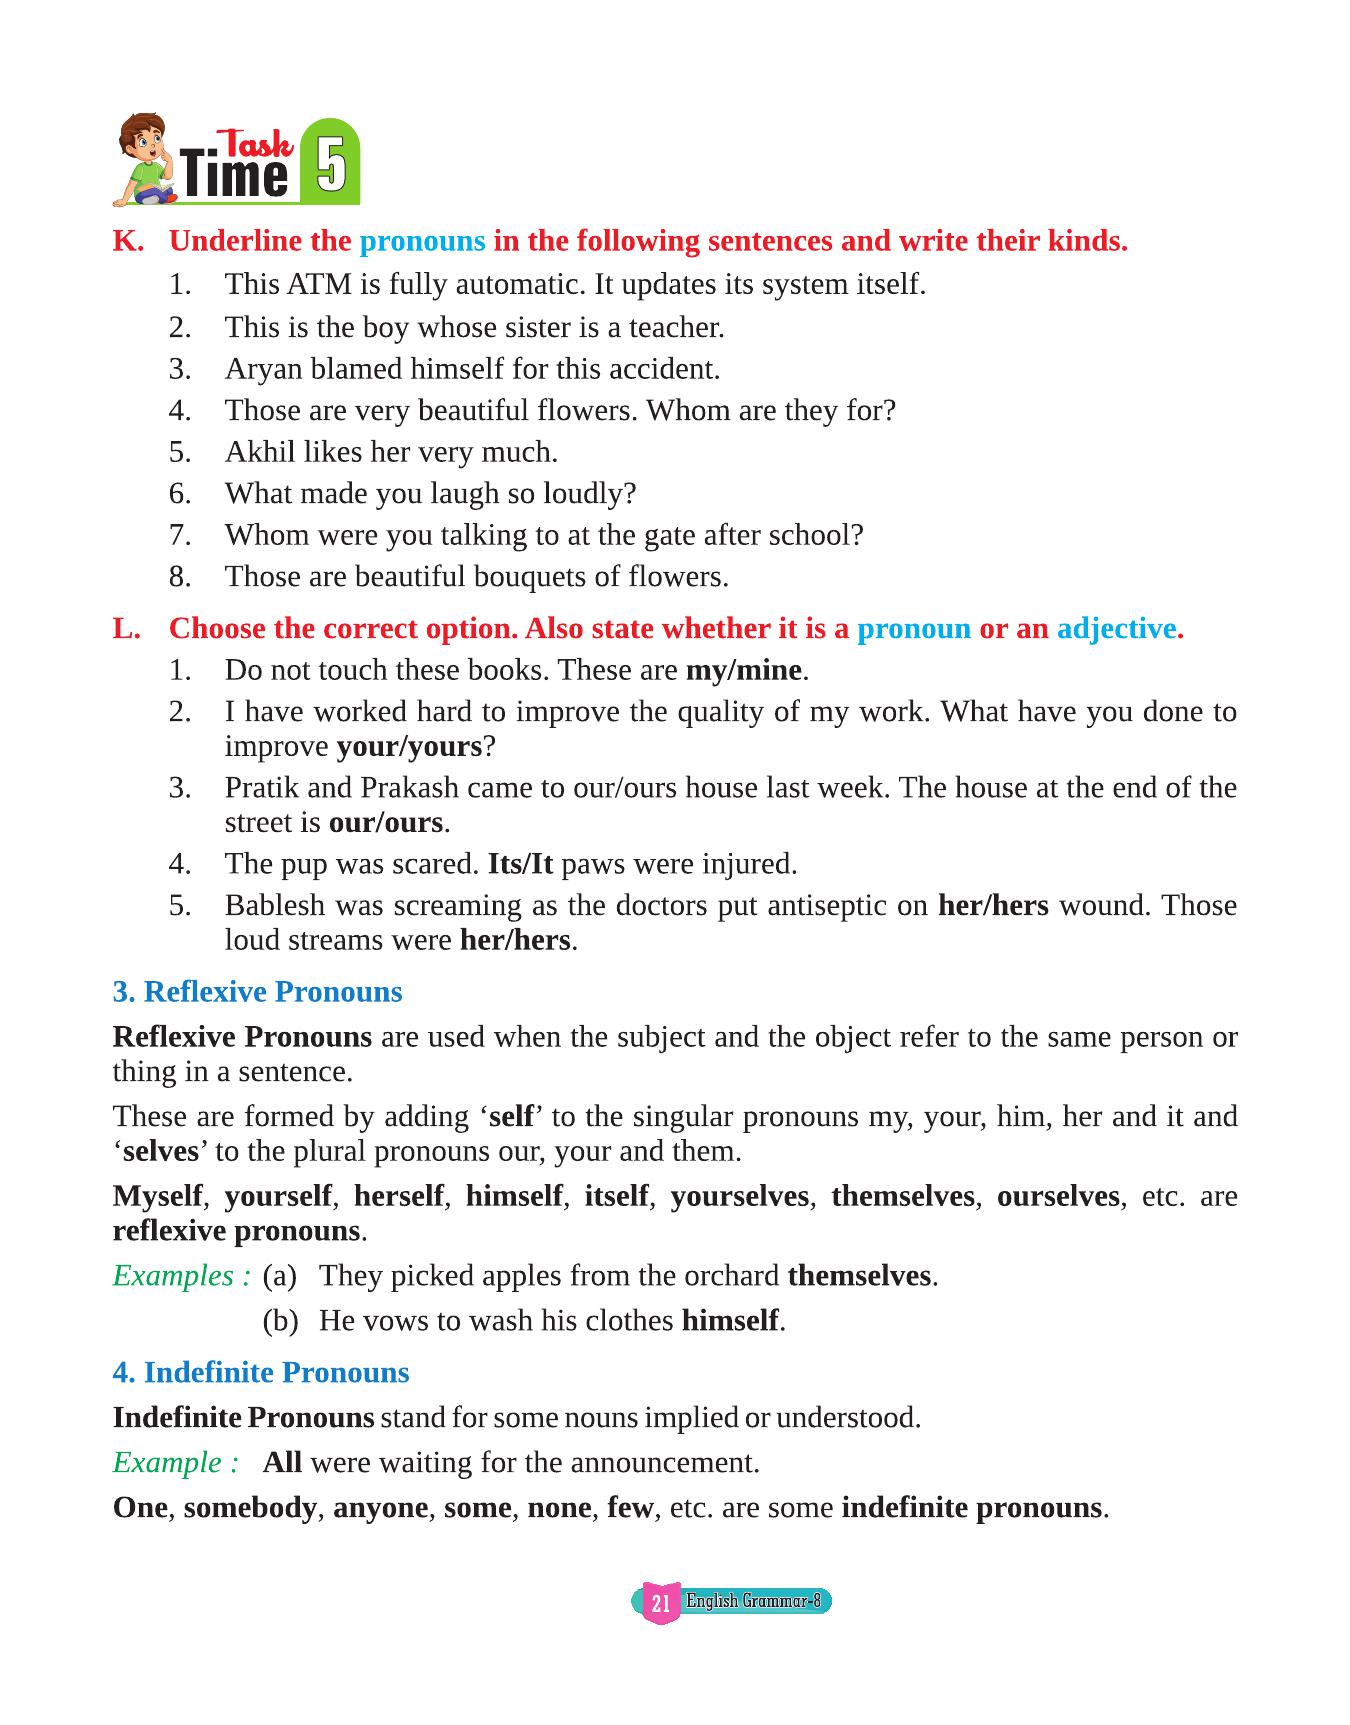 Task
Time 5
K. Underline the pronouns in the following sentences and write their kinds.
1. This ATM is fully automatic. It updates its system itself.
2. This is the boy whose sister is a teacher.
3. Aryan blamed himself for this accident.
4. Those are very beautiful flowers. Whom are they for?
5. Akhil likes her very much.
6. What made you laugh so loudly?
7. Whom were you talking to at the gate after school?
8. Those are beautiful bouquets of flowers.
L. Choose the correct option. Also state whether it is a pronoun or an adjective.
1. Do not touch these books. These are my/mine.
2. I have worked hard to improve the quality of my work. What have you done to
improve your/yours?
3. Pratik and Prakash came to our/ours house last week. The house at the end of the
street is our/ours.
4. The pup was scared. Its/It paws were injured.
5. Bablesh was screaming as the doctors put antiseptic on her/hers wound. Those
loud streams were her/hers.
3. Reflexive Pronouns
Reflexive Pronouns are used when the subject and the object refer to the same person or
thing in a sentence.
These are formed by adding ‘self’ to the singular pronouns my, your, him, her and it and
‘selves’ to the plural pronouns our, your and them.
Myself, yourself, herself, himself, itself, yourselves, themselves, ourselves, etc. are
reflexive pronouns.
Examples : (a) They picked apples from the orchard themselves.
(b) He vows to wash his clothes himself.
4. Indefinite Pronouns
Indefinite Pronouns stand for some nouns implied or understood.
Example : All were waiting for the announcement.
One, somebody, anyone, some, none, few, etc. are some indefinite pronouns.
21 English Grammar-8